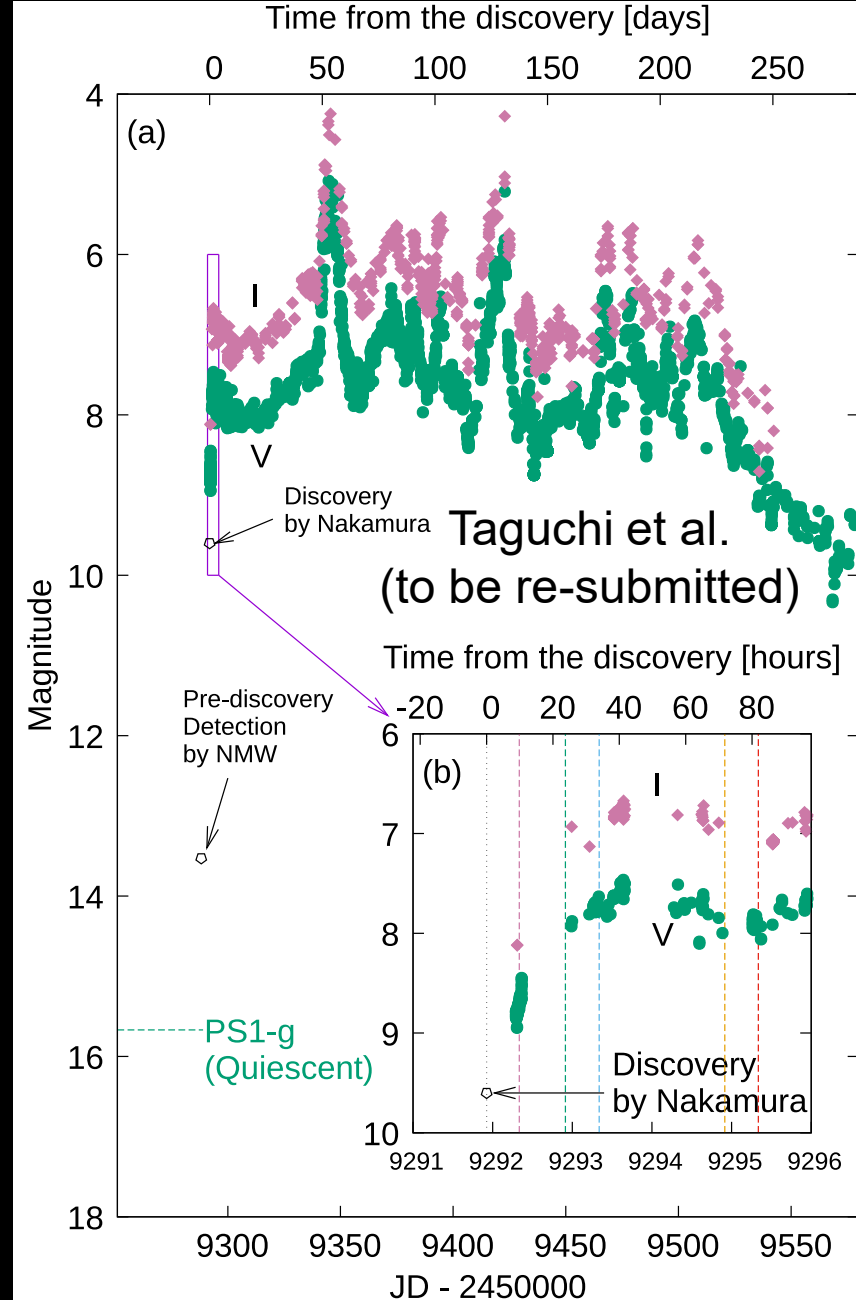 Time from the discovery [days]
0 50 100 150 200 250
4
(a)
6
I
8
V
Discovery
by Nakamura
Taguchi et al.
(to be re-submitted)
10
Magnitude
Time from the discovery [hours]
Pre-discovery
Detection
by NMW
-20 0 20 40 60 80
12
6
(b)
I
7
14
8
V
PS1-g
(Quiescent)
9
16
Discovery
by Nakamura
10
9291 9292 9293 9294 9295 9296
18
9300 9350 9400 9450 9500 9550
JD - 2450000